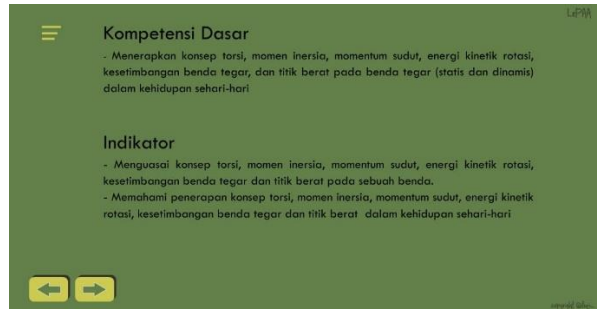 LePAA
Kompetensi Dasar
- Menerapkan konsep torsi, momen inersia, momentum sudut, energi kinetik rotasi,
kesetimbangan benda tegar, dan titik berat pada benda tegar (statis dan dinamis)
dalam kehidupan sehari-hari
Indikator
- Menguasai konsep torsi, momen inersia, momentum sudut, energi kinetik rotasi,
kesetimbangan benda tegar dan titik berat pada sebuah benda.
- Memahami penerapan konsep torsi, momen inersia, momentum sudut, energi kinetik
rotasi, kesetimbangan benda tegar dan titik berat dalam kehidupan sehari-hari